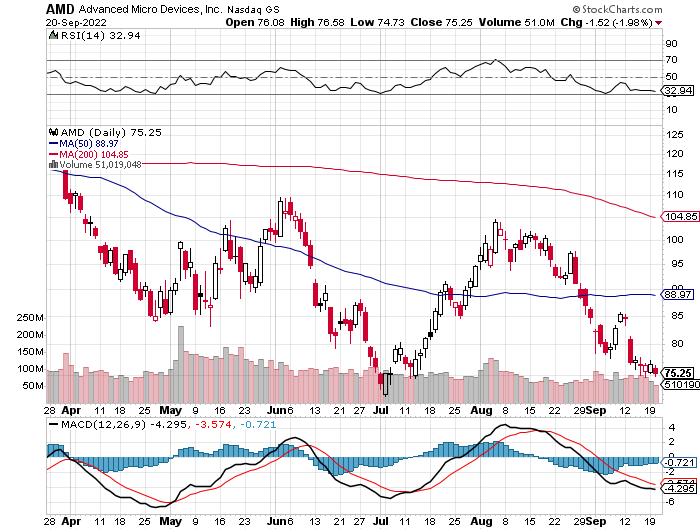 AMD Advanced Micro Devices, Inc. Nasdaq GS © StockCharts.com
20-Sep-2022 Open 76.08 High 76.58 Low 74.73 Close 75.25 Volume 51.0M Chg -1.52 (-1.98%)
RSI(14) 32.94
90
70
50
32.94
30
10
AMD (Daily) 75.25
MA(50) 88.97
MA(200) 104.85
Volume 51,019,048
125
120
115
110
104.85
100
95
90
88.97
85
80
75.25
510190
250M
200M
150M
100M
50M
28 Apr 11 18 25 May 9 16 23 Jun 6 13 21 27 Jul 11 18 25 Aug 8 15 22 29 Sep 12 19
MACD(12,26,9) -4.295, -3.574, -0.721
4
2
0
-0.721
-3.574
-4.295
-6
28 Apr 11 18 25 May 9 16 23 Jun 6 13 21 27 Jul 11 18 25 Aug 8 15 22 29 Sep 12 19